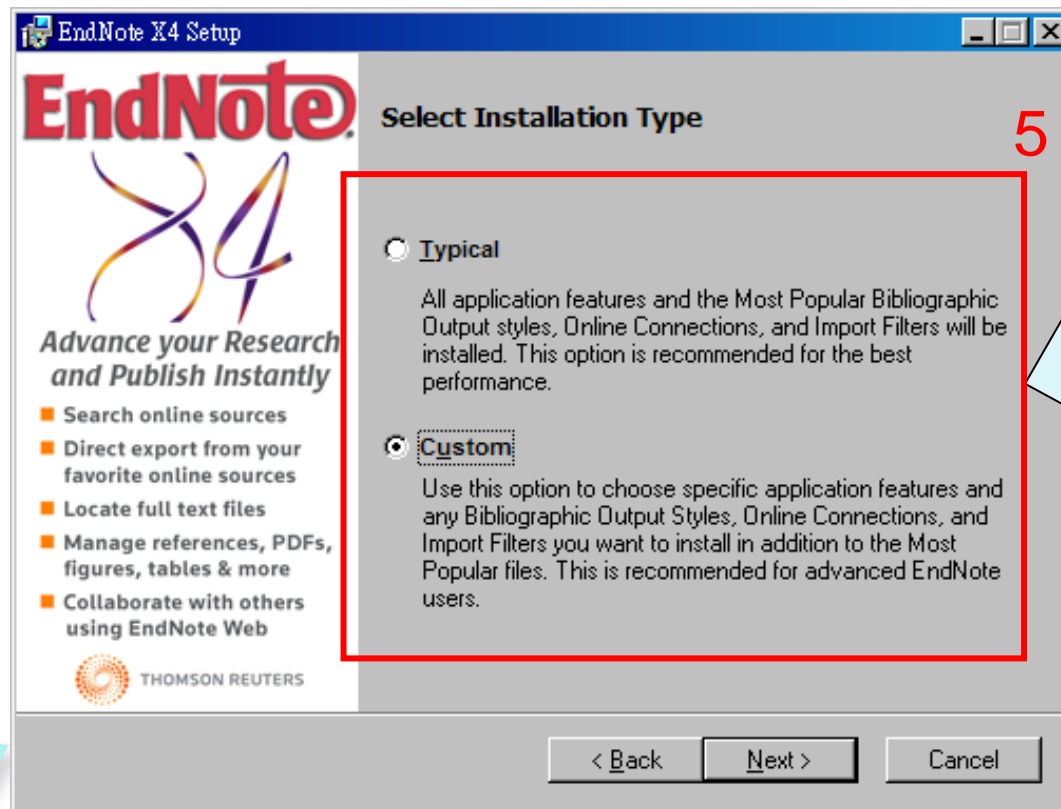 EndNote X4 Setup
EndNote
X4
Advance your Research
and Publish Instantly
Search online sources
Direct export from your
favorite online sources
Locate full text files
Manage references, PDFs,
figures, tables & more
Collaborate with others
using EndNote Web
THOMSON REUTERS
Select Installation Type
5
Typical
All application features and the Most Popular Bibliographic
Output styles, Online Connections, and Import Filters will be
installed. This option is recommended for the best
performance.
Custom
Use this option to choose specific application features and
any Bibliographic Output Styles, Online Connections, and
Import Filters you want to install in addition to the Most
Popular files. This is recommended for advanced EndNote
users.
< Back
Next >
Cancel